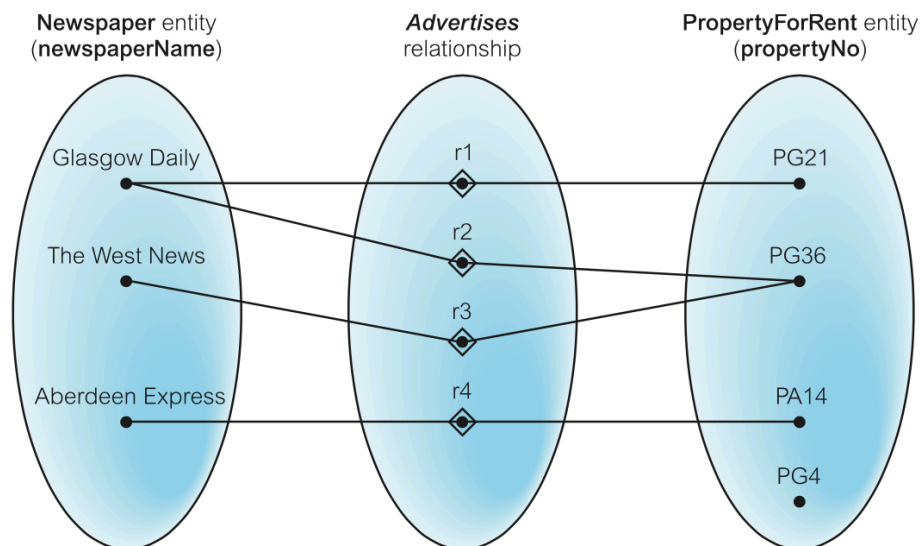 Newspaper entity
(newspaperName)
Advertises
relationship
PropertyForRent entity
(propertyNo)
Glasgow Daily
r1
PG21
r2
The West News
PG36
r3
Aberdeen Express
r4
PA14
PG4